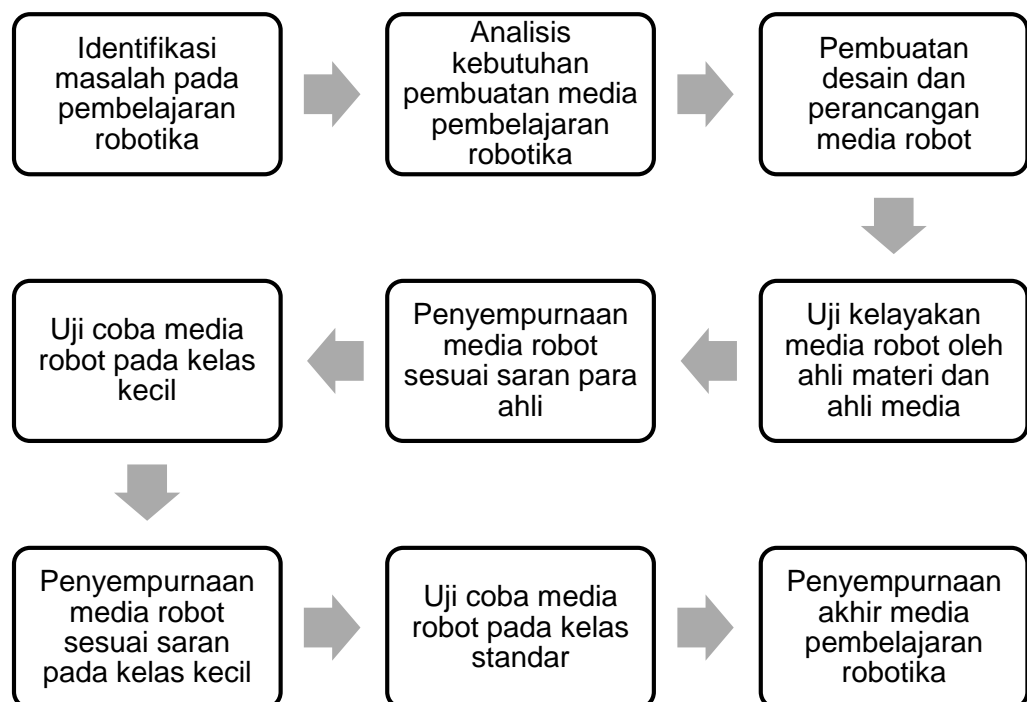 Identifikasi
masalah pada
pembelajaran
robotika
Analisis
kebutuhan
pembuatan media
pembelajaran
robotika
Pembuatan
desain dan
perancangan
media robot
Uji kelayakan
media robot oleh
ahli materi dan
ahli media
Penyempurnaan
media robot
sesuai saran para
ahli
Uji coba media
robot pada kelas
kecil
Penyempurnaan
media robot
sesuai saran
pada kelas kecil
Uji coba media
robot pada kelas
standar
Penyempurnaan
akhir media
pembelajaran
robotika